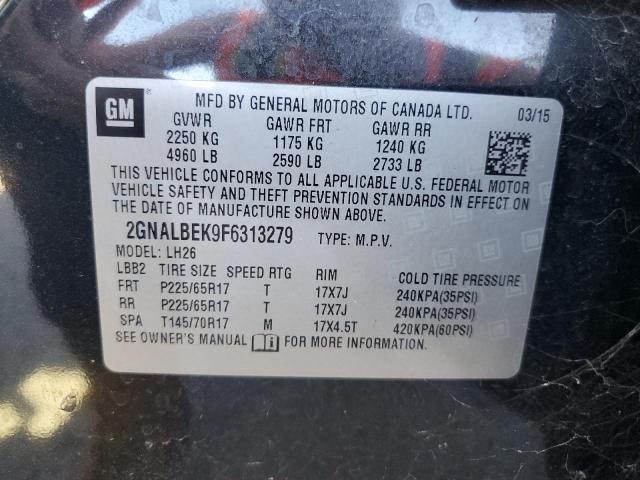 GM
MFD BY GENERAL MOTORS OF CANADA LTD. 03/15
GVWR GAWR FRT GAWR RR
2250 KG 1175 KG 1240 KG
4960 LB 2590 LB 2733 LB
THIS VEHICLE CONFORMS TO ALL APPLICABLE U.S. FEDERAL MOTOR
VEHICLE SAFETY AND THEFT PREVENTION STANDARDS IN EFFECT ON
THE DATE OF MANUFACTURE SHOWN ABOVE.
2GNALBEK9F6313279 TYPE: M.P.V.
MODEL: LH26
LBB2 TIRE SIZE SPEED RTG RIM COLD TIRE PRESSURE
FRT P225/65R17 T 17X7J 240KPA(35PSI)
RR P225/65R17 T 17X7J 240KPA(35PSI)
SPA T145/70R17 M 17X4.5T 420KPA(60PSI)
SEE OWNER'S MANUAL FOR MORE INFORMATION.